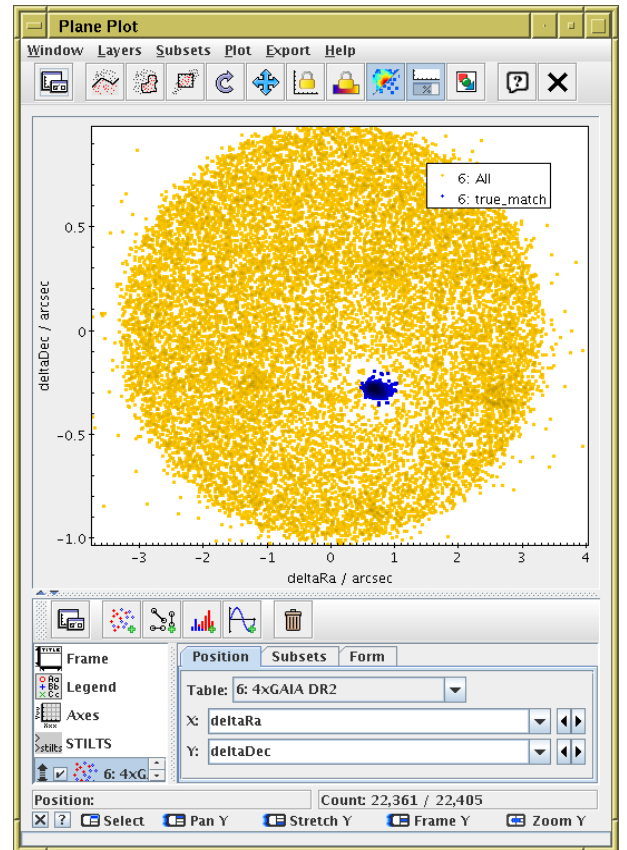 Plane Plot
Window Layers Subsets Plot Export Help
6: All
6: true_match
0.5
0
-0.5
-1.0
deltaDec / arcsec
-3 -2 -1 0 1 2 3 4
deltaRa / arcsec
Frame
Legend
Axes
STILTS
6: 4xG
Position Subsets Form
Table: 6: 4xGAIA DR2
X: deltaRa
Y: deltaDec
Position:
Count: 22,361 / 22,405
Select Pan Y Stretch Y Frame Y Zoom Y